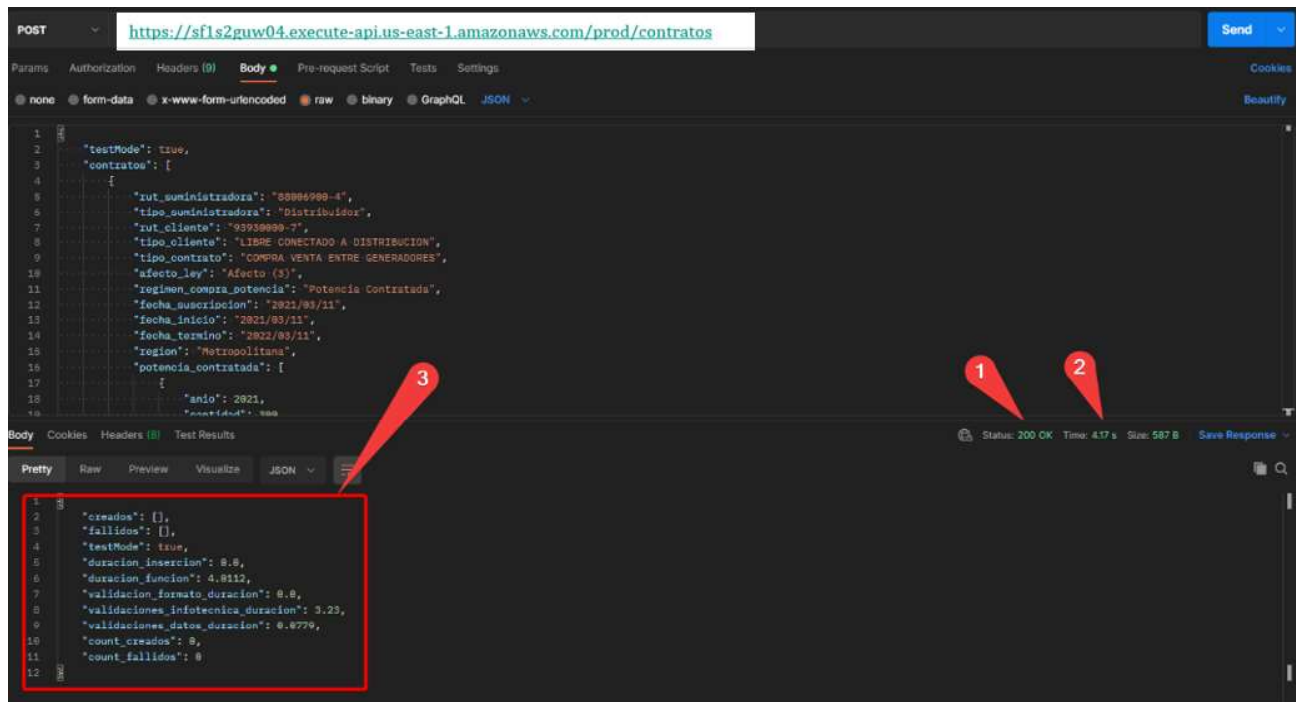 POST https://sf1s2guw04.execute-api.us-east-1.amazonaws.com/prod/contratos Send
Params Authorization Headers (9) Body Pre-request Script Tests Settings Cookies
none form-data x-www-form-urlencoded raw binary GraphQL JSON Beautify
1 {
2 "testMode": true,
3 "contratos": [
4 {
5 "rut_suministradora": "88006900-4",
6 "tipo_suministradora": "Distribuidor",
7 "rut_cliente": "93930000-7",
8 "tipo_cliente": "LIBRE CONECTADO A DISTRIBUCION",
9 "tipo_contrato": "COMPRA VENTA ENTRE GENERADORES",
10 "afecto_ley": "Afecto (3)",
11 "regimen_compra_potencia": "Potencia Contratada",
12 "fecha_suscripcion": "2021/03/11",
13 "fecha_inicio": "2021/03/11",
14 "fecha_termino": "2022/03/11",
15 "region": "Metropolitana",
16 "potencia_contratada": [
17 {
18 "anio": 2021,
19 "cantidad": 300
3
1
2
Body Cookies Headers (8) Test Results Status: 200 OK Time: 4.17 s Size: 587 B Save Response
Pretty Raw Preview Visualize JSON
1 {
2 "creados": [],
3 "fallidos": [],
4 "testMode": true,
5 "duracion_insercion": 0.0,
6 "duracion_funcion": 4.0112,
7 "validacion_formato_duracion": 0.0,
8 "validaciones_infotecnica_duracion": 3.23,
9 "validaciones_datos_duracion": 0.0779,
10 "count_creados": 0,
11 "count_fallidos": 0
12 }